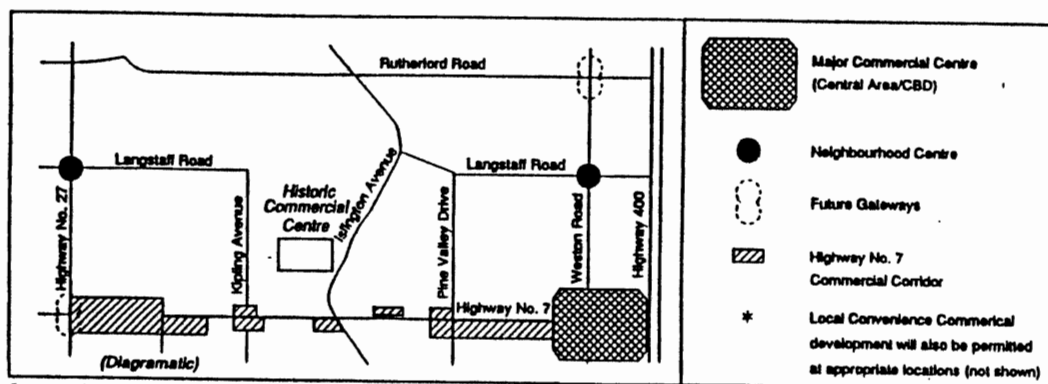 Rutherford Road
Langstaff Road
Langstaff Road
Highway No. 27
Kipling Avenue
Historic
Commercial
Centre
Islington Avenue
Pine Valley Drive
Weston Road
Highway 400
Highway No. 7
(Diagramatic)
Major Commercial Centre
(Central Area/CBD)
Neighbourhood Centre
Future Gateways
Highway No. 7
Commercial Corridor
* Local Convenience Commerical
development will also be permitted
at appropriate locations (not shown)